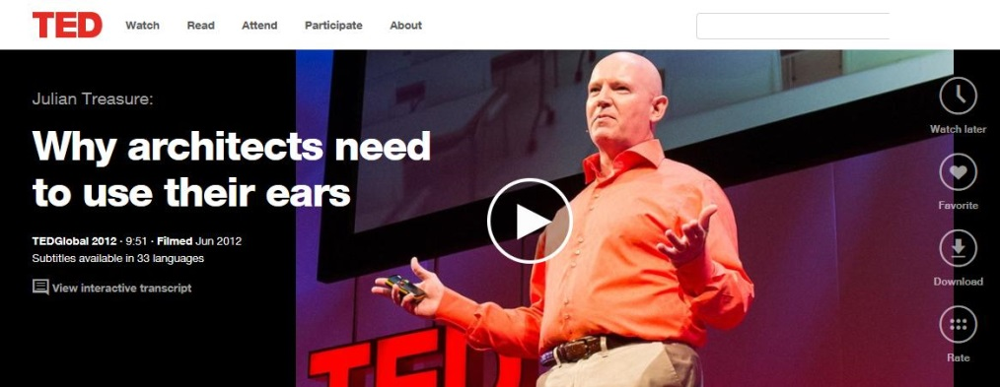 TED Watch Read Attend Participate About
Julian Treasure:
Why architects need
to use their ears
TEDGlobal 2012 · 9:51 · Filmed Jun 2012
Subtitles available in 33 languages
View interactive transcript
Watch later
Favorite
Download
Rate
TED